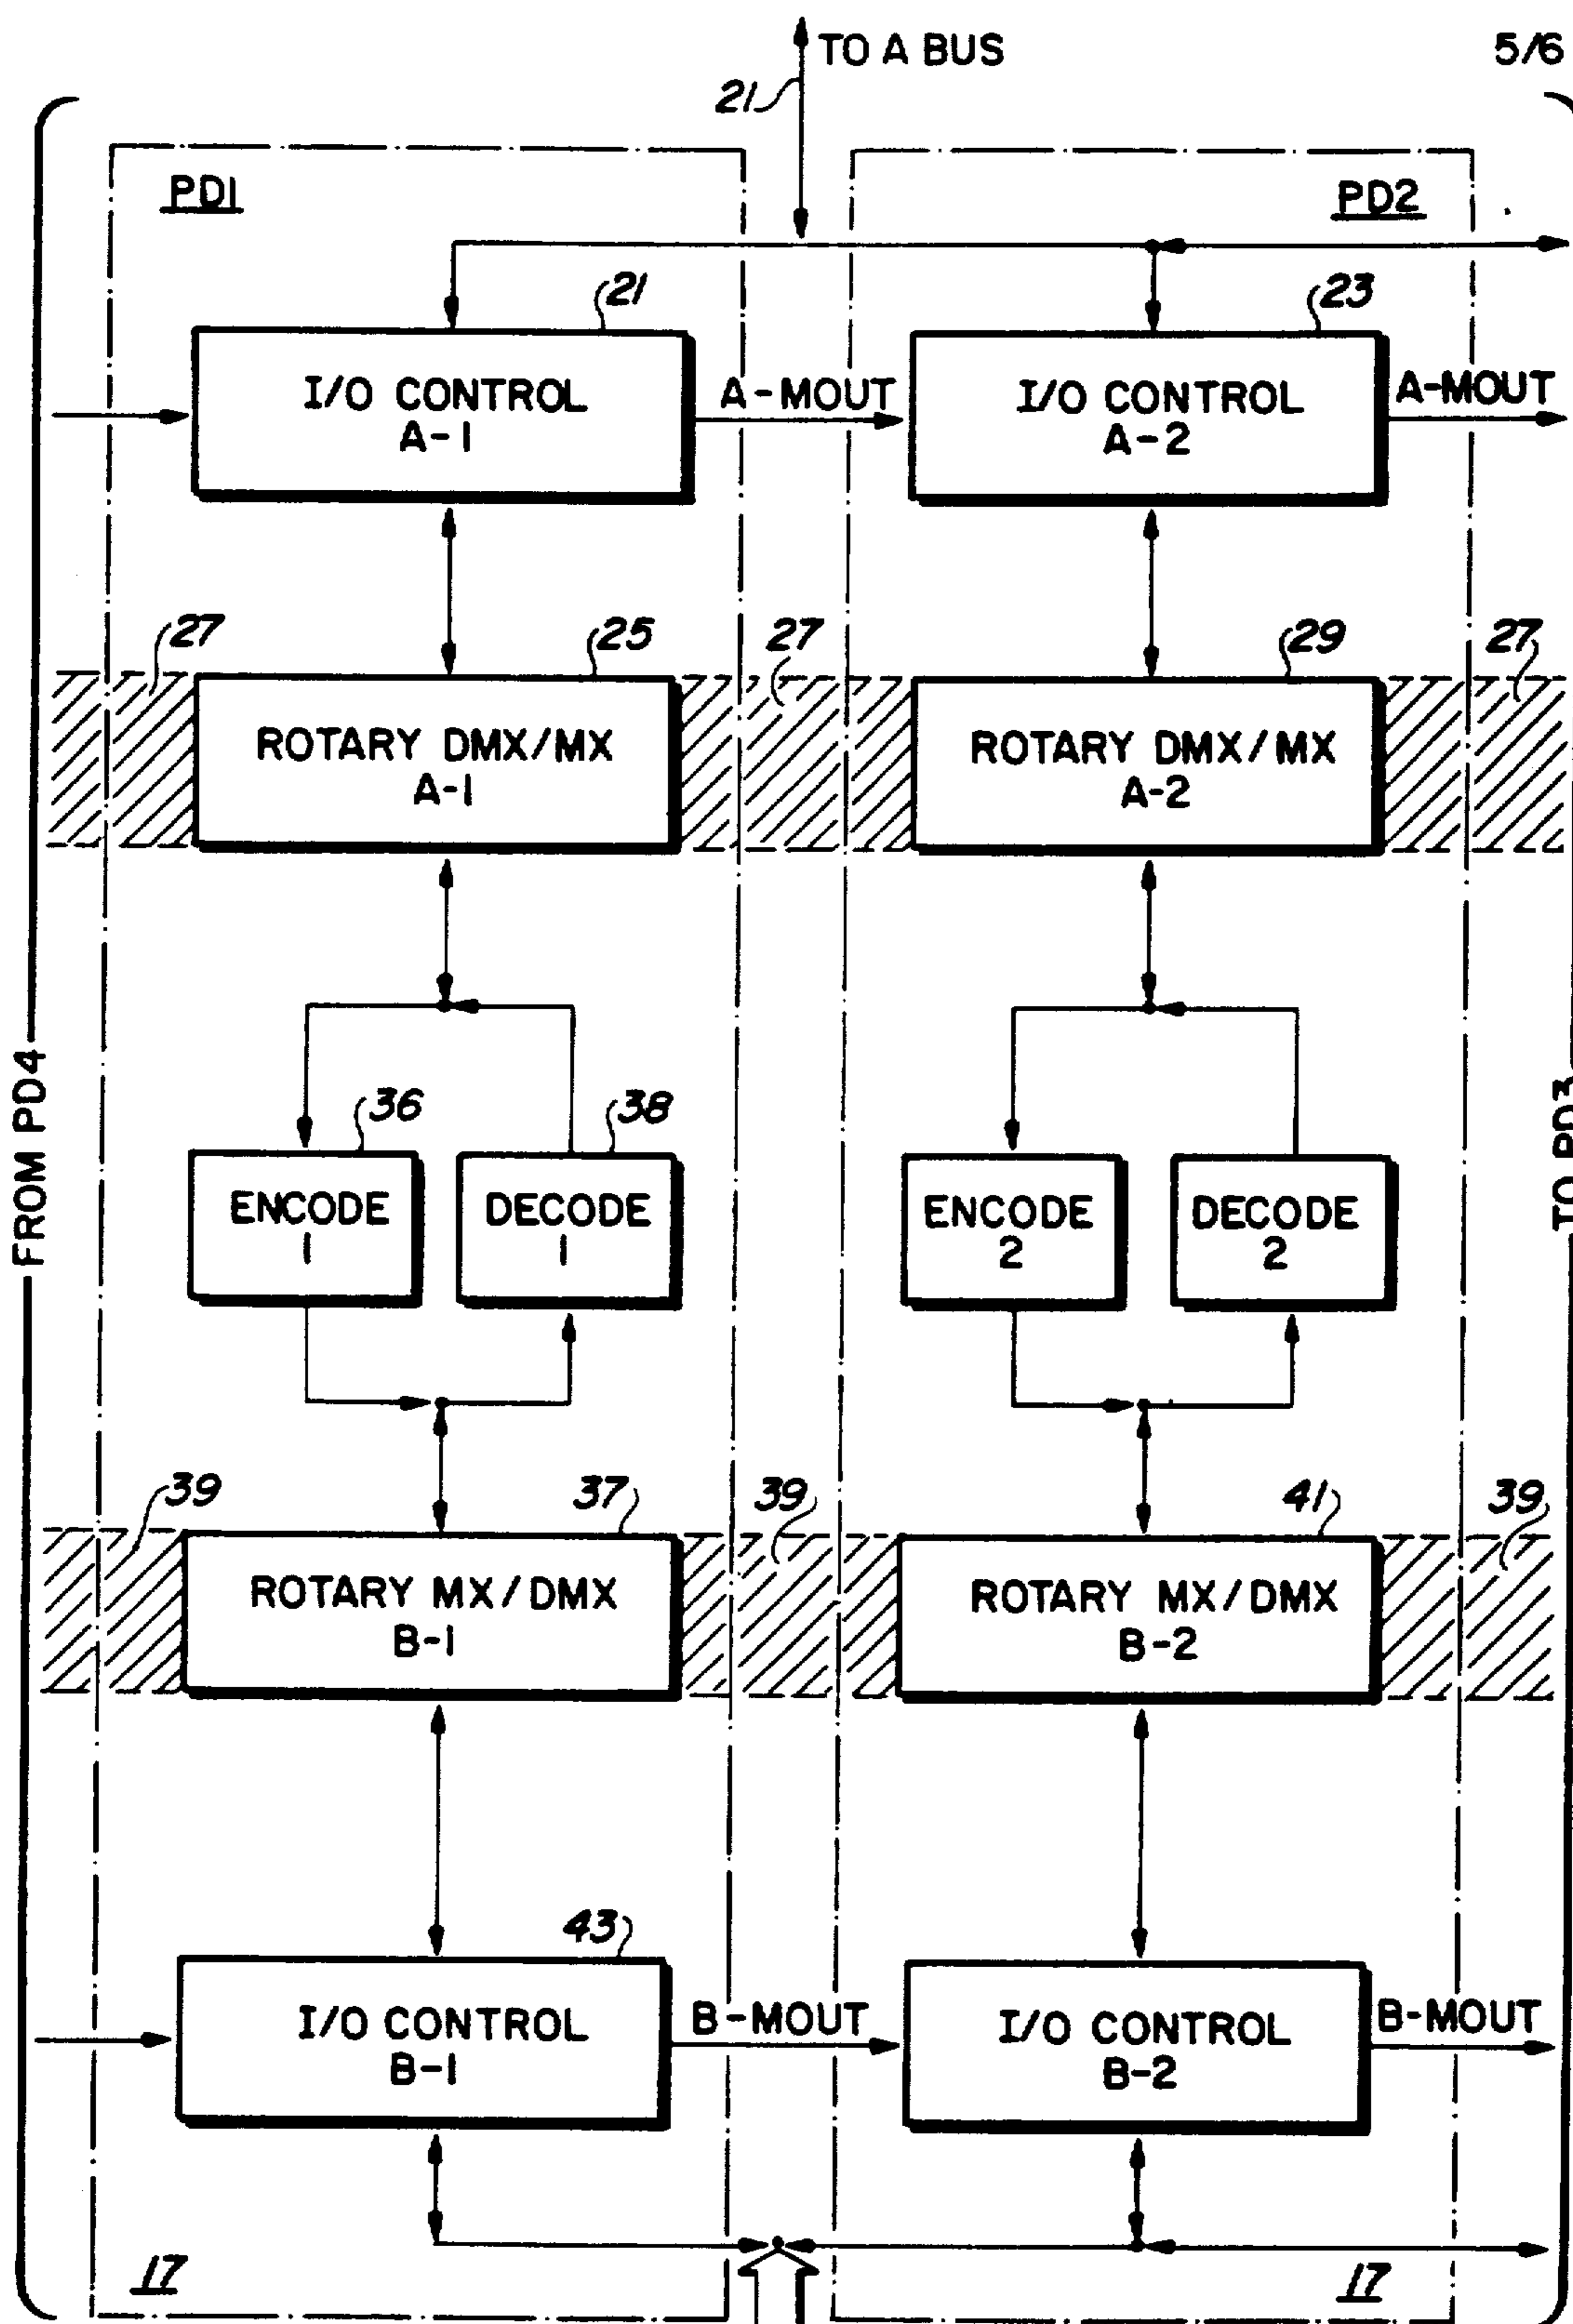 TO A BUS
5/6
21
PD1
PD2
21
23
I/O CONTROL
A-1
A-MOUT
I/O CONTROL
A-2
A-MOUT
27
25
27
29
27
ROTARY DMX/MX
A-1
ROTARY DMX/MX
A-2
FROM PD4
TO PD3
36
38
ENCODE
1
DECODE
1
ENCODE
2
DECODE
2
39
37
39
41
39
ROTARY MX/DMX
B-1
ROTARY MX/DMX
B-2
43
I/O CONTROL
B-1
B-MOUT
I/O CONTROL
B-2
B-MOUT
17
17